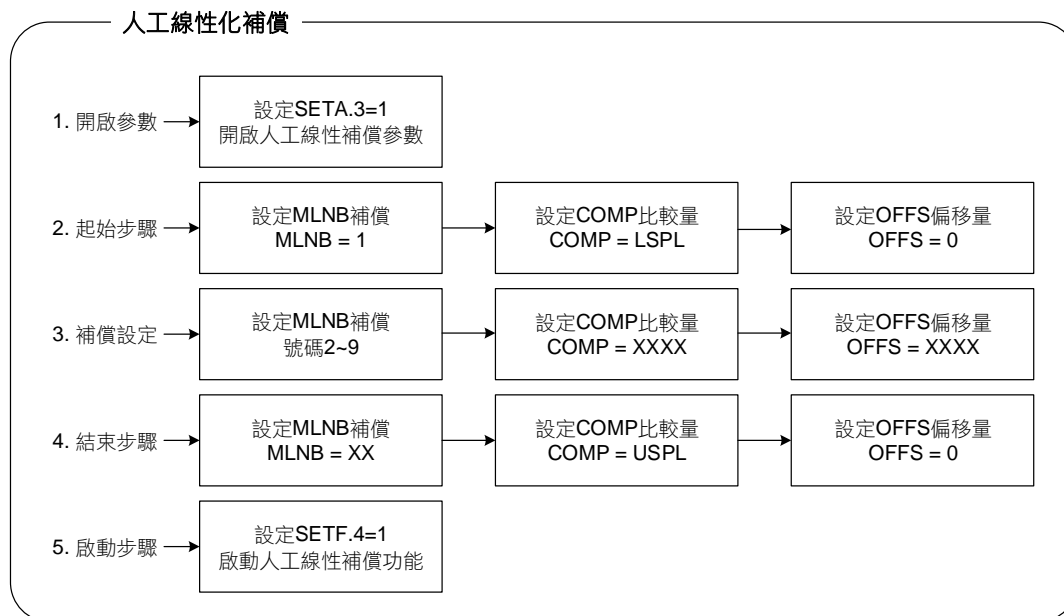 人工線性化補償
1. 開啟參數
設定SETA.3=1
開啟人工線性補償參數
2. 起始步驟
設定MLNB補償
MLNB = 1
設定COMP比較量
COMP = LSPL
設定OFFS偏移量
OFFS = 0
3. 補償設定
設定MLNB補償
號碼2~9
設定COMP比較量
COMP = XXXX
設定OFFS偏移量
OFFS = XXXX
4. 結束步驟
設定MLNB補償
MLNB = XX
設定COMP比較量
COMP = USPL
設定OFFS偏移量
OFFS = 0
5. 啟動步驟
設定SETF.4=1
啟動人工線性補償功能